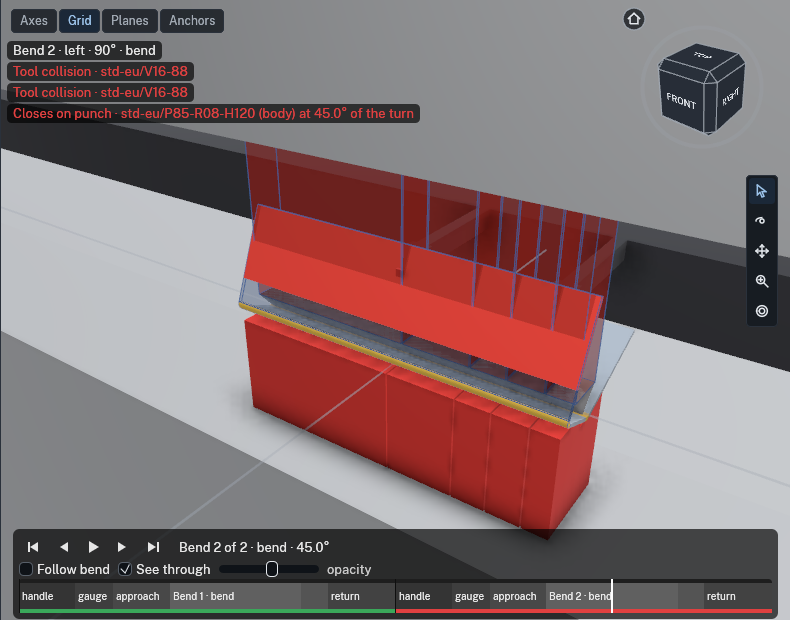 Axes Grid Planes Anchors
Bend 2 · left · 90° · bend
Tool collision · std-eu/V16-88
Tool collision · std-eu/V16-88
Closes on punch · std-eu/P85-R08-H120 (body) at 45.0° of the turn
TOP
FRONT
RIGHT
Bend 2 of 2 · bend · 45.0°
Follow bend See through opacity
handle gauge approach Bend 1 · bend return handle gauge approach Bend 2 · bend return